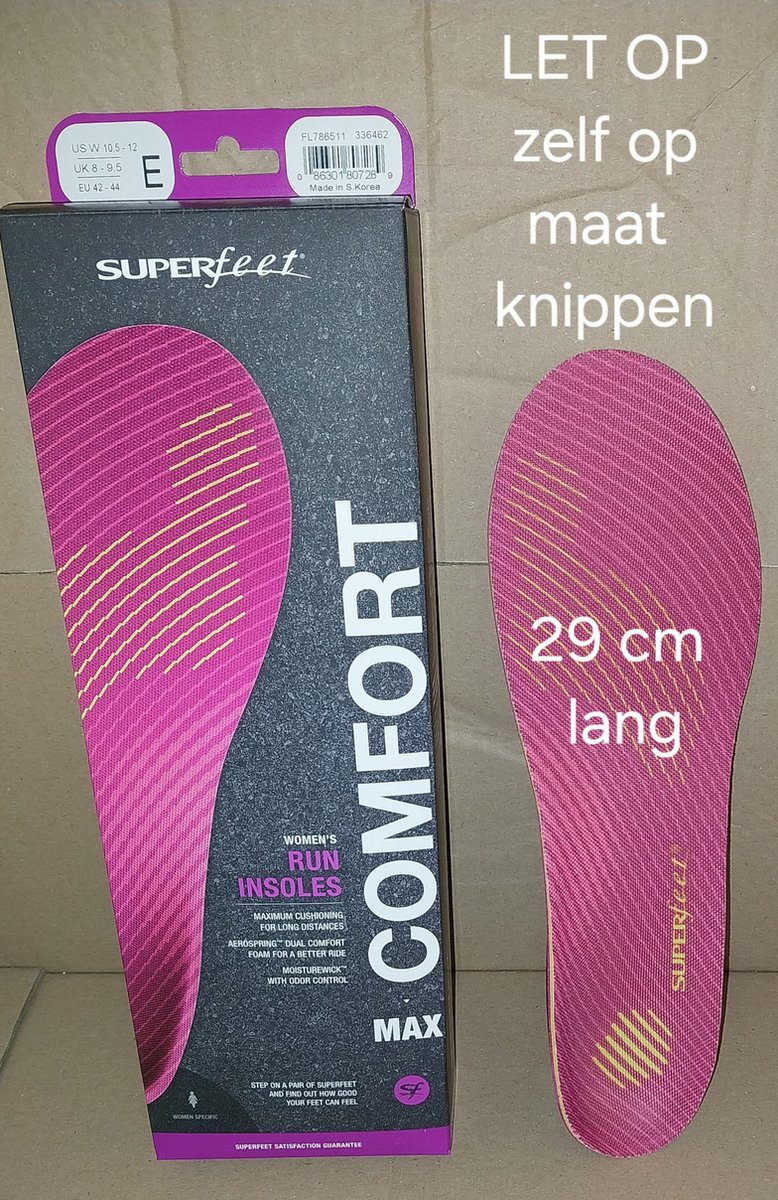 LET OP
zelf op
maat
knippen
US W 10.5 - 12
UK 8 - 9.5
EU 42 - 44
E
FL786511 336462
0 86301 80728 9
Made in S.Korea
SUPERfeet®
COMFORT
MAX
WOMEN'S
RUN
INSOLES
MAXIMUM CUSHIONING
FOR LONG DISTANCES
AEROSPRING™ DUAL COMFORT
FOAM FOR A BETTER RIDE
MOISTUREWICK™
WITH ODOR CONTROL
STEP ON A PAIR OF SUPERFEET
AND FIND OUT HOW GOOD
YOUR FEET CAN FEEL
sf
WOMEN SPECIFIC
SUPERFEET SATISFACTION GUARANTEE
29 cm
lang
SUPERfeet®